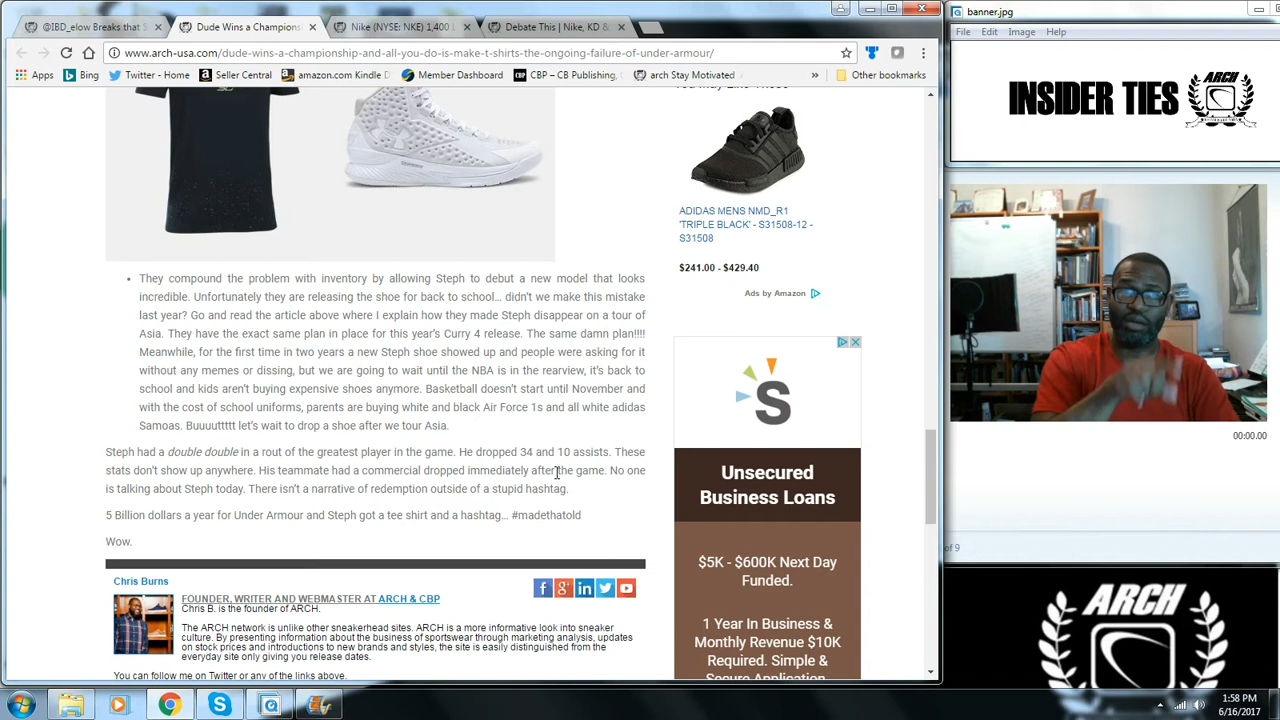 @IBD_elow Breaks that S
Dude Wins a Champions
Nike (NYSE: NKE) 1,400 L
Debate This | Nike, KD &
www.arch-usa.com/dude-wins-a-championship-and-all-you-do-is-make-t-shirts-the-ongoing-failure-of-under-armour/
Apps
Bing
Twitter - Home
Seller Central
amazon.com Kindle D
Member Dashboard
CBP – CB Publishing,
arch Stay Motivated
»
Other bookmarks
You May Like These
ADIDAS MENS NMD_R1
'TRIPLE BLACK' - S31508-12 -
S31508
$241.00 - $429.40
Ads by Amazon
• They compound the problem with inventory by allowing Steph to debut a new model that looks
incredible. Unfortunately they are releasing the shoe for back to school… didn't we make this mistake
last year? Go and read the article above where I explain how they made Steph disappear on a tour of
Asia. They have the exact same plan in place for this year's Curry 4 release. The same damn plan!!!!
Meanwhile, for the first time in two years a new Steph shoe showed up and people were asking for it
without any memes or dissing, but we are going to wait until the NBA is in the rearview, it's back to
school and kids aren't buying expensive shoes anymore. Basketball doesn't start until November and
with the cost of school uniforms, parents are buying white and black Air Force 1s and all white adidas
Samoas. Buuuuttttt let's wait to drop a shoe after we tour Asia.
Steph had a double double in a rout of the greatest player in the game. He dropped 34 and 10 assists. These
stats don't show up anywhere. His teammate had a commercial dropped immediately after the game. No one
is talking about Steph today. There isn't a narrative of redemption outside of a stupid hashtag.
5 Billion dollars a year for Under Armour and Steph got a tee shirt and a hashtag… #madethatold
Wow.
Chris Burns
FOUNDER, WRITER AND WEBMASTER AT ARCH & CBP
Chris B. is the founder of ARCH.
The ARCH network is unlike other sneakerhead sites. ARCH is a more informative look into sneaker
culture. By presenting information about the business of sportswear through marketing analysis, updates
on stock prices and introductions to new brands and styles, the site is easily distinguished from the
everyday site only giving you release dates.
You can follow me on Twitter or any of the links above.
S
Unsecured
Business Loans
$5K - $600K Next Day
Funded.
1 Year In Business &
Monthly Revenue $10K
Required. Simple &
Secure Application.
banner.jpg
File Edit Image Help
INSIDER TIES
ARCH
00:00.00
of 9
ARCH
1:58 PM
6/16/2017